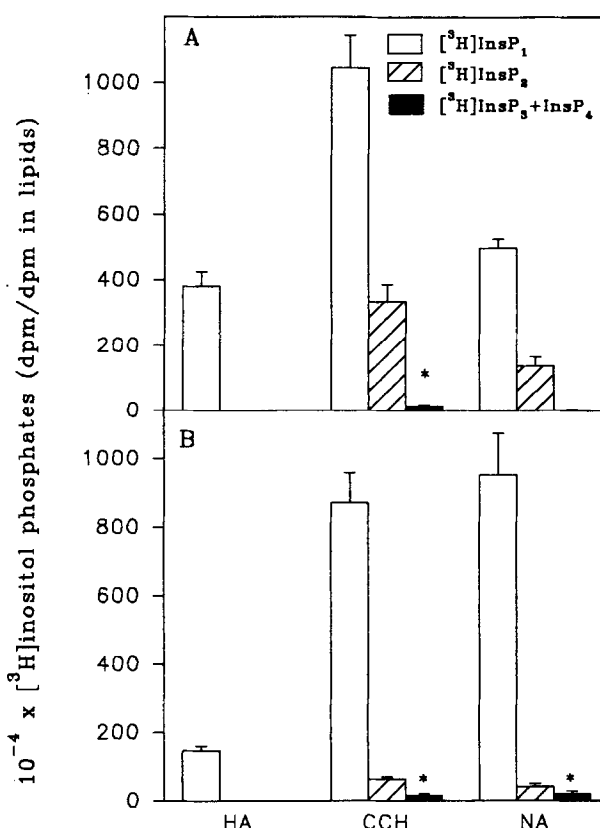 10⁻⁴ x [³H]inositol phosphates (dpm/dpm in lipids)
A
[³H]InsP₁
[³H]InsP₂
[³H]InsP₃+InsP₄
1000
800
600
400
200
0
*
B
1000
800
600
400
200
0
*
*
HA CCH NA